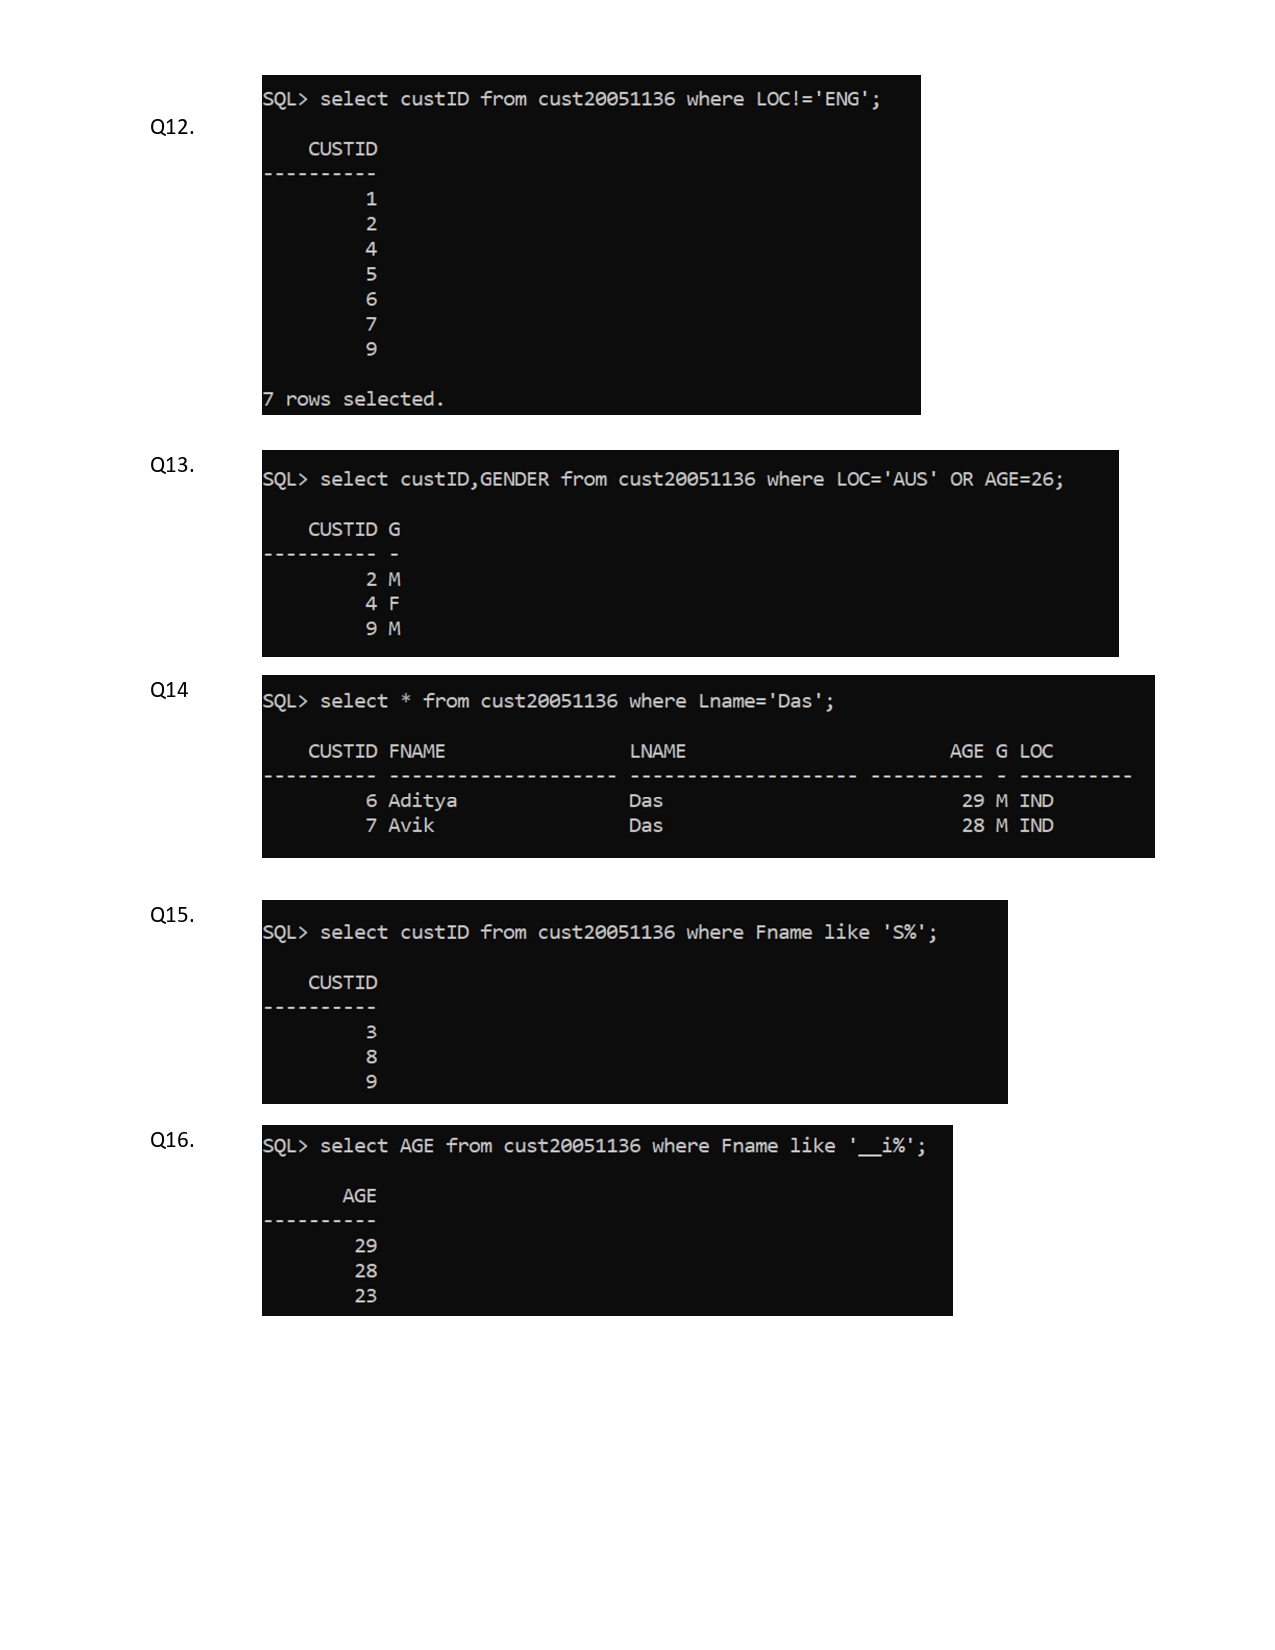 Q12.
SQL> select custID from cust20051136 where LOC!='ENG';
CUSTID
----------
1
2
4
5
6
7
9
7 rows selected.
Q13.
SQL> select custID,GENDER from cust20051136 where LOC='AUS' OR AGE=26;
CUSTID G
---------- -
2 M
4 F
9 M
Q14
SQL> select * from cust20051136 where Lname='Das';
CUSTID FNAME LNAME AGE G LOC
---------- -------------------- -------------------- ---------- - ----------
6 Aditya Das 29 M IND
7 Avik Das 28 M IND
Q15.
SQL> select custID from cust20051136 where Fname like 'S%';
CUSTID
----------
3
8
9
Q16.
SQL> select AGE from cust20051136 where Fname like '__i%';
AGE
----------
29
28
23